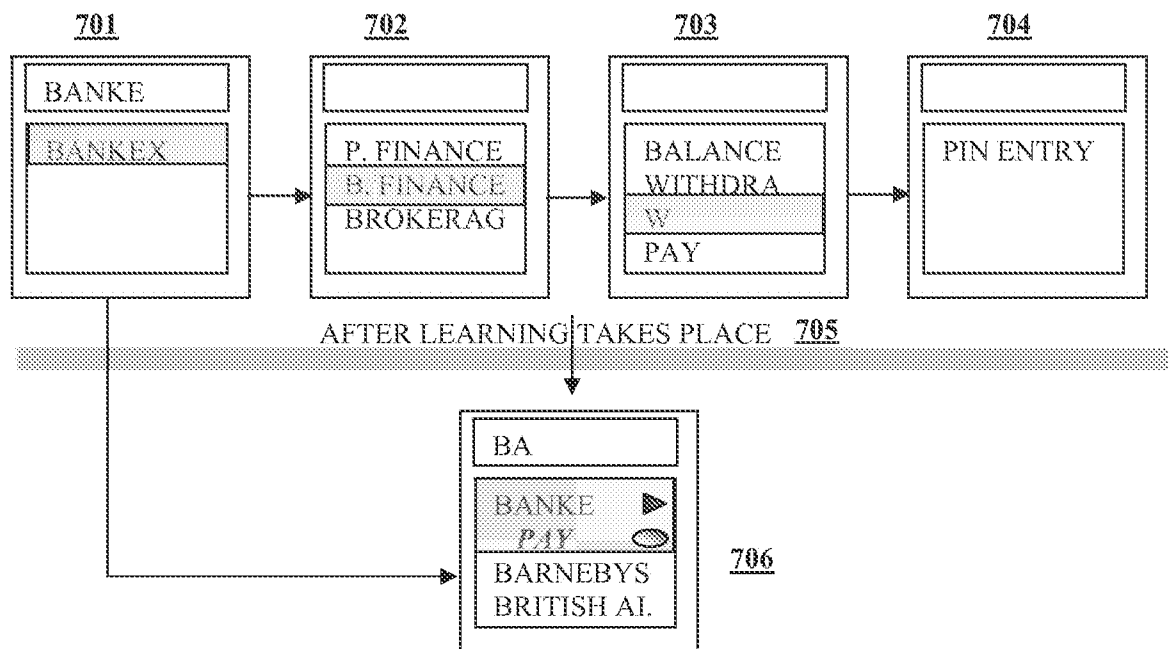 701 702 703 704
BANKE
BANKEX
P. FINANCE
B. FINANCE
BROKERAG
BALANCE
WITHDRA
W
PAY
PIN ENTRY
AFTER LEARNING TAKES PLACE 705
BA
BANKE
PAY
BARNEBYS
BRITISH AI.
706